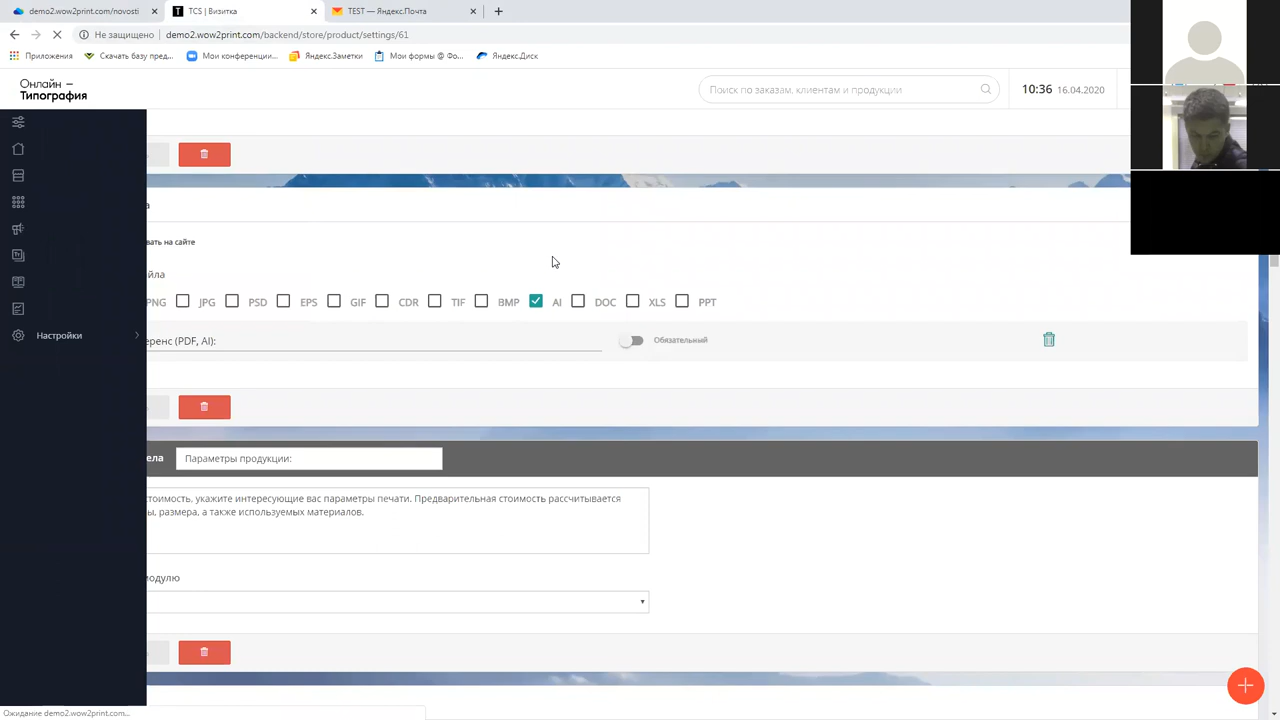 demo2.wow2print.com/novosti
TCS | Визитка
TEST — Яндекс.Почта
Не защищено
demo2.wow2print.com/backend/store/product/settings/61
Приложения
Скачать базу пред...
Мои конференции...
Яндекс.Заметки
Мои формы @ Фо...
Яндекс.Диск
Онлайн –
Типография
Поиск по заказам, клиентам и продукции
10:36 16.04.2020
а
вать на сайте
йла
PNG JPG PSD EPS GIF CDR TIF BMP AI DOC XLS PPT
Настройки
еренс (PDF, AI):
Обязательный
ела
Параметры продукции:
стоимость, укажите интересующие вас параметры печати. Предварительная стоимость рассчитывается
ы, размера, а также используемых материалов.
модулю
Ожидание demo2.wow2print.com...